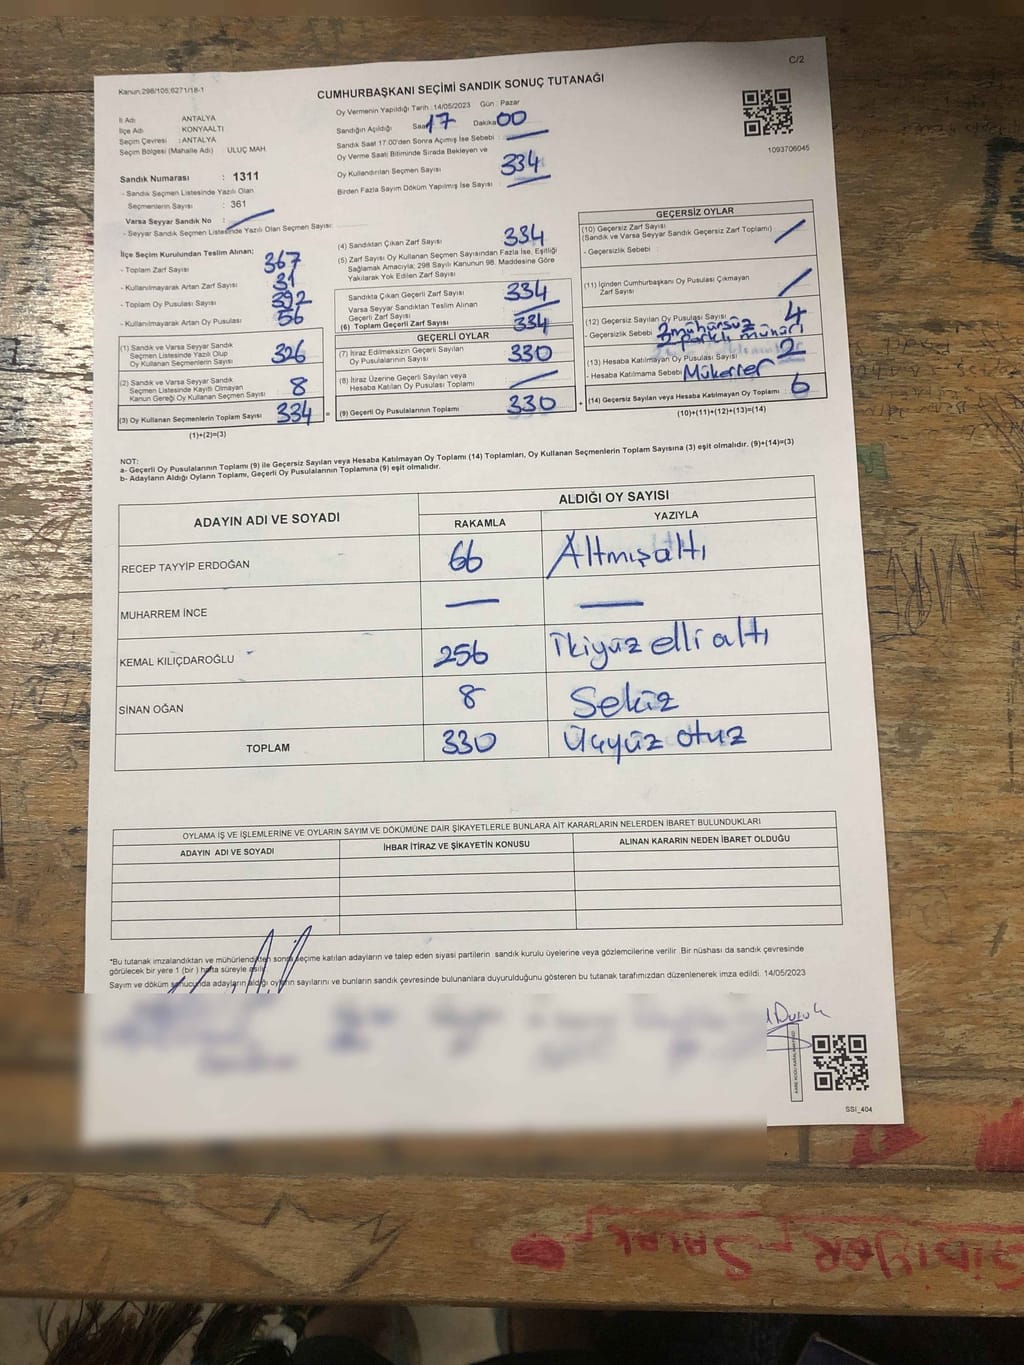 C/2
Kanun:298/105;6271/18-1
CUMHURBAŞKANI SEÇİMİ SANDIK SONUÇ TUTANAĞI
İl Adı ANTALYA
İlçe Adı KONYAALTI
Seçim Çevresi : ANTALYA
Seçim Bölgesi (Mahalle Adı) ULUÇ MAH.
Sandık Numarası : 1311
- Sandık Seçmen Listesinde Yazılı Olan
Seçmenlerin Sayısı : 361
Varsa Seyyar Sandık No :
- Seyyar Sandık Seçmen Listesinde Yazılı Olan Seçmen Sayısı:
Oy Vermenin Yapıldığı Tarih : 14/05/2023 Gün : Pazar
Sandığın Açıldığı Saat 17 Dakika 00
Sandık Saat 17:00'den Sonra Açılmış İse Sebebi :
Oy Verme Saati Bitiminde Sırada Bekleyen ve
Oy Kullandırılan Seçmen Sayısı 334
Birden Fazla Sayım Döküm Yapılmış İse Sayısı :
1093706045
İlçe Seçim Kurulundan Teslim Alınan:
- Toplam Zarf Sayısı 367
- Kullanılmayarak Artan Zarf Sayısı 31
- Toplam Oy Pusulası Sayısı 392
- Kullanılmayarak Artan Oy Pusulası 56
(1) Sandık ve Varsa Seyyar Sandık
Seçmen Listesinde Yazılı Olup
Oy Kullanan Seçmenlerin Sayısı 326
(2) Sandık ve Varsa Seyyar Sandık
Seçmen Listesinde Kayıtlı Olmayan
Kanun Gereği Oy Kullanan Seçmen Sayısı 8
(3) Oy Kullanan Seçmenlerin Toplam Sayısı 334 =
(1)+(2)=(3)
(4) Sandıktan Çıkan Zarf Sayısı 334
(5) Zarf Sayısı Oy Kullanan Seçmen Sayısından Fazla İse, Eşitliği
Sağlamak Amacıyla; 298 Sayılı Kanunun 98. Maddesine Göre
Yakılarak Yok Edilen Zarf Sayısı
Sandıkta Çıkan Geçerli Zarf Sayısı 334
Varsa Seyyar Sandıktan Teslim Alınan
Geçerli Zarf Sayısı
(6) Toplam Geçerli Zarf Sayısı 334
GEÇERLİ OYLAR
(7) İtiraz Edilmeksizin Geçerli Sayılan
Oy Pusulalarının Sayısı 330
(8) İtiraz Üzerine Geçerli Sayılan veya
Hesaba Katılan Oy Pusulası Toplamı
(9) Geçerli Oy Pusulalarının Toplamı 330 +
GEÇERSİZ OYLAR
(10) Geçersiz Zarf Sayısı
(Sandık ve Varsa Seyyar Sandık Geçersiz Zarf Toplamı)
- Geçersizlik Sebebi
(11) İçinden Cumhurbaşkanı Oy Pusulası Çıkmayan
Zarf Sayısı
(12) Geçersiz Sayılan Oy Pusulası Sayısı 4
- Geçersizlik Sebebi mühürsüz
farklı mühür
(13) Hesaba Katılmayan Oy Pusulası Sayısı 2
- Hesaba Katılmama Sebebi Mükerrer
(14) Geçersiz Sayılan veya Hesaba Katılmayan Oy Toplamı 6
(10)+(11)+(12)+(13)=(14)
NOT:
a- Geçerli Oy Pusulalarının Toplamı (9) ile Geçersiz Sayılan veya Hesaba Katılmayan Oy Toplamı (14) Toplamları, Oy Kullanan Seçmenlerin Toplam Sayısına (3) eşit olmalıdır. (9)+(14)=(3)
b- Adayların Aldığı Oyların Toplamı, Geçerli Oy Pusulalarının Toplamına (9) eşit olmalıdır.
ADAYIN ADI VE SOYADI ALDIĞI OY SAYISI
RAKAMLA YAZIYLA
RECEP TAYYİP ERDOĞAN 66 Altmışaltı
MUHARREM İNCE — —
KEMAL KILIÇDAROĞLU 256 İkiyüz elli altı
SİNAN OĞAN 8 Sekiz
TOPLAM 330 Üçyüz otuz
OYLAMA İŞ VE İŞLEMLERİNE VE OYLARIN SAYIM VE DÖKÜMÜNE DAİR ŞİKAYETLERLE BUNLARA AİT KARARLARIN NELERDEN İBARET BULUNDUKLARI
ADAYIN ADI VE SOYADI İHBAR İTİRAZ VE ŞİKAYETİN KONUSU ALINAN KARARIN NEDEN İBARET OLDUĞU
*Bu tutanak imzalandıktan ve mühürlendikten sonra seçime katılan adayların ve talep eden siyasi partilerin sandık kurulu üyelerine veya gözlemcilerine verilir. Bir nüshası da sandık çevresinde
görülecek bir yere 1 (bir) hafta süreyle asılır.
Sayım ve döküm sonucunda adayların aldığı oyların sayılarını ve bunların sandık çevresinde bulunanlara duyurulduğunu gösteren bu tutanak tarafımızdan düzenlenerek imza edildi. 14/05/2023
SSİ_404